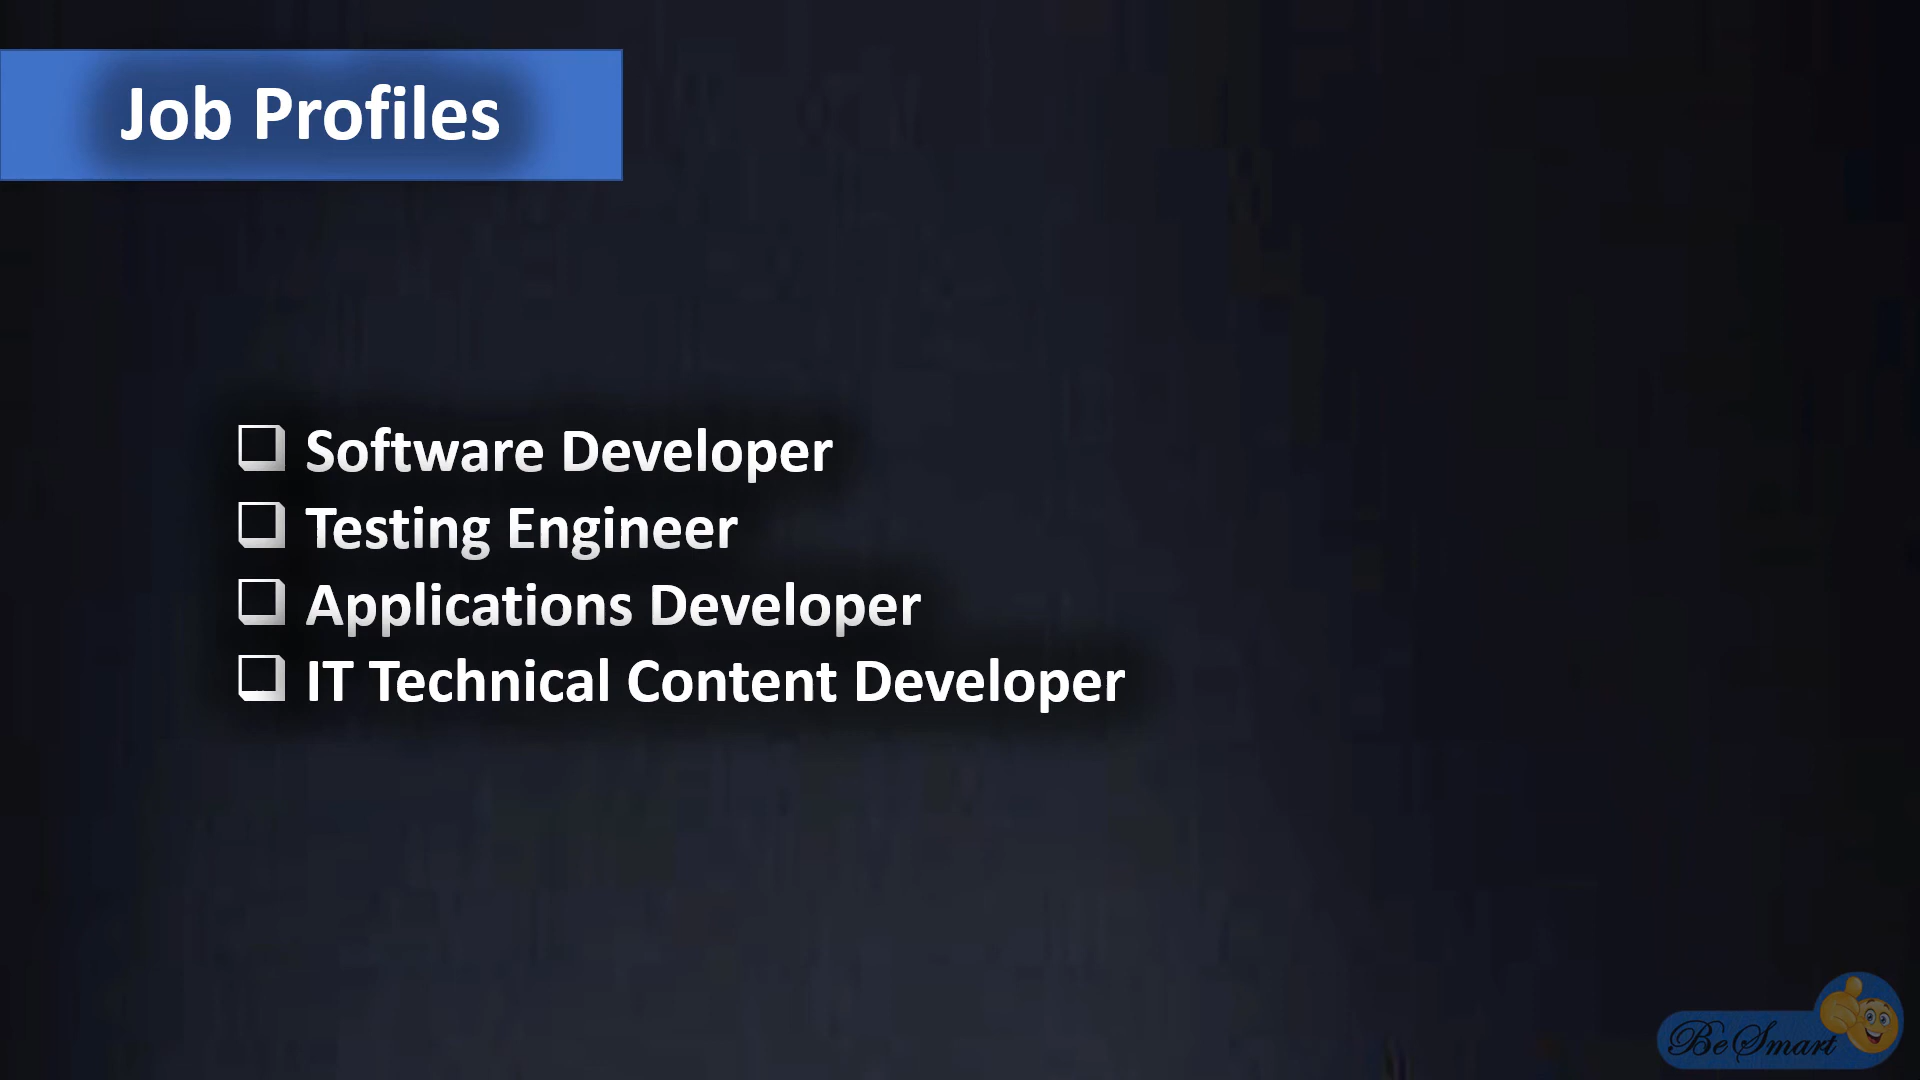 Job Profiles
Software Developer
Testing Engineer
Applications Developer
IT Technical Content Developer
Be Smart